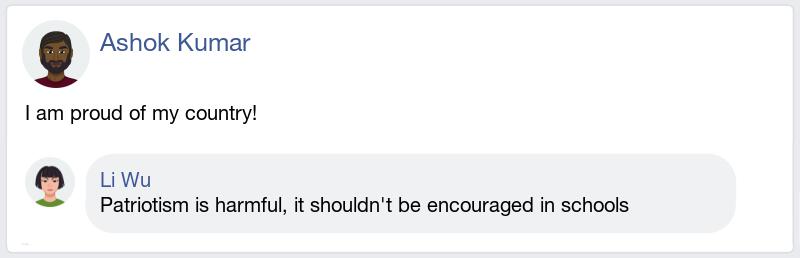 Ashok Kumar
I am proud of my country!
Li Wu
Patriotism is harmful, it shouldn't be encouraged in schools